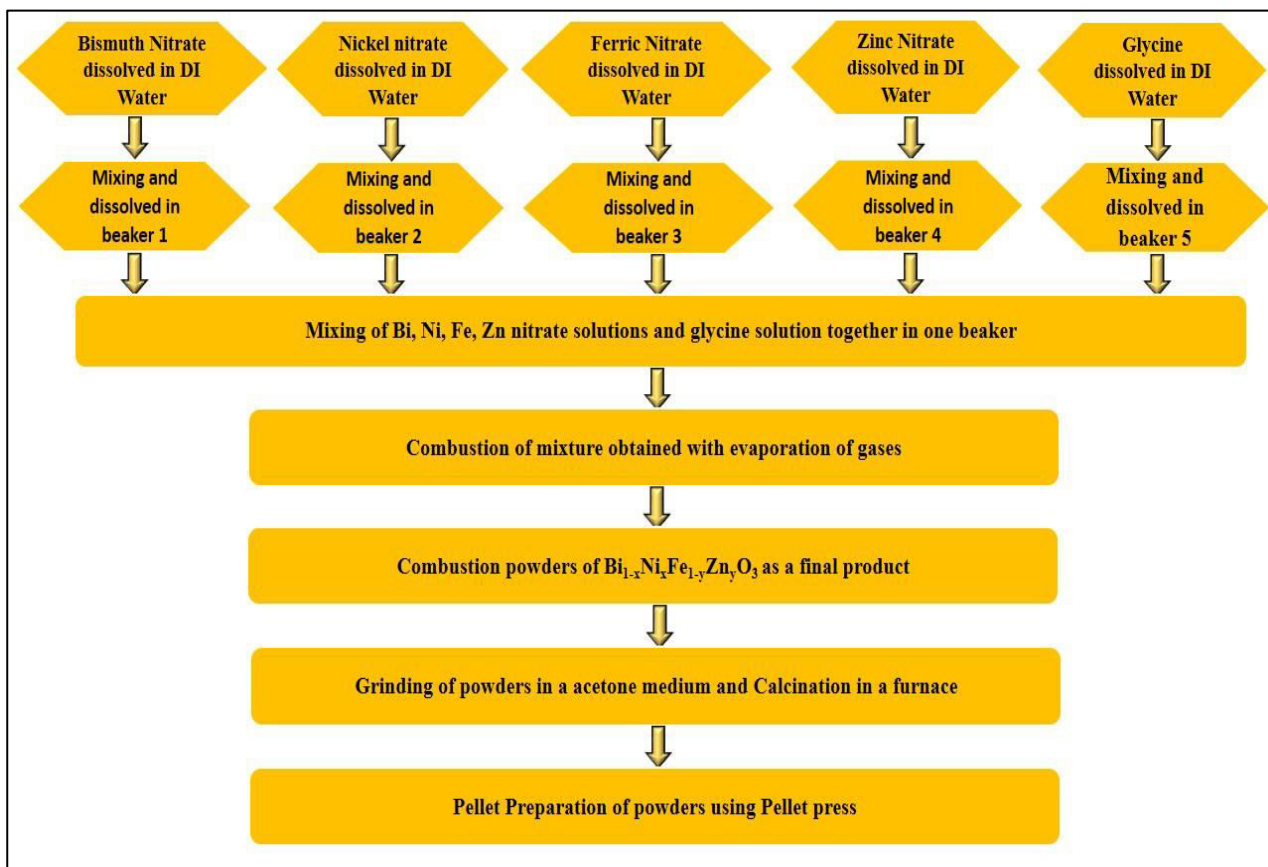 Bismuth Nitrate
dissolved in DI
Water
Nickel nitrate
dissolved in DI
Water
Ferric Nitrate
dissolved in DI
Water
Zinc Nitrate
dissolved in DI
Water
Glycine
dissolved in DI
Water
Mixing and
dissolved in
beaker 1
Mixing and
dissolved in
beaker 2
Mixing and
dissolved in
beaker 3
Mixing and
dissolved in
beaker 4
Mixing and
dissolved in
beaker 5
Mixing of Bi, Ni, Fe, Zn nitrate solutions and glycine solution together in one beaker
Combustion of mixture obtained with evaporation of gases
Combustion powders of Bi₁₋ₓNiₓFe₁₋ᵧZnᵧO₃ as a final product
Grinding of powders in a acetone medium and Calcination in a furnace
Pellet Preparation of powders using Pellet press